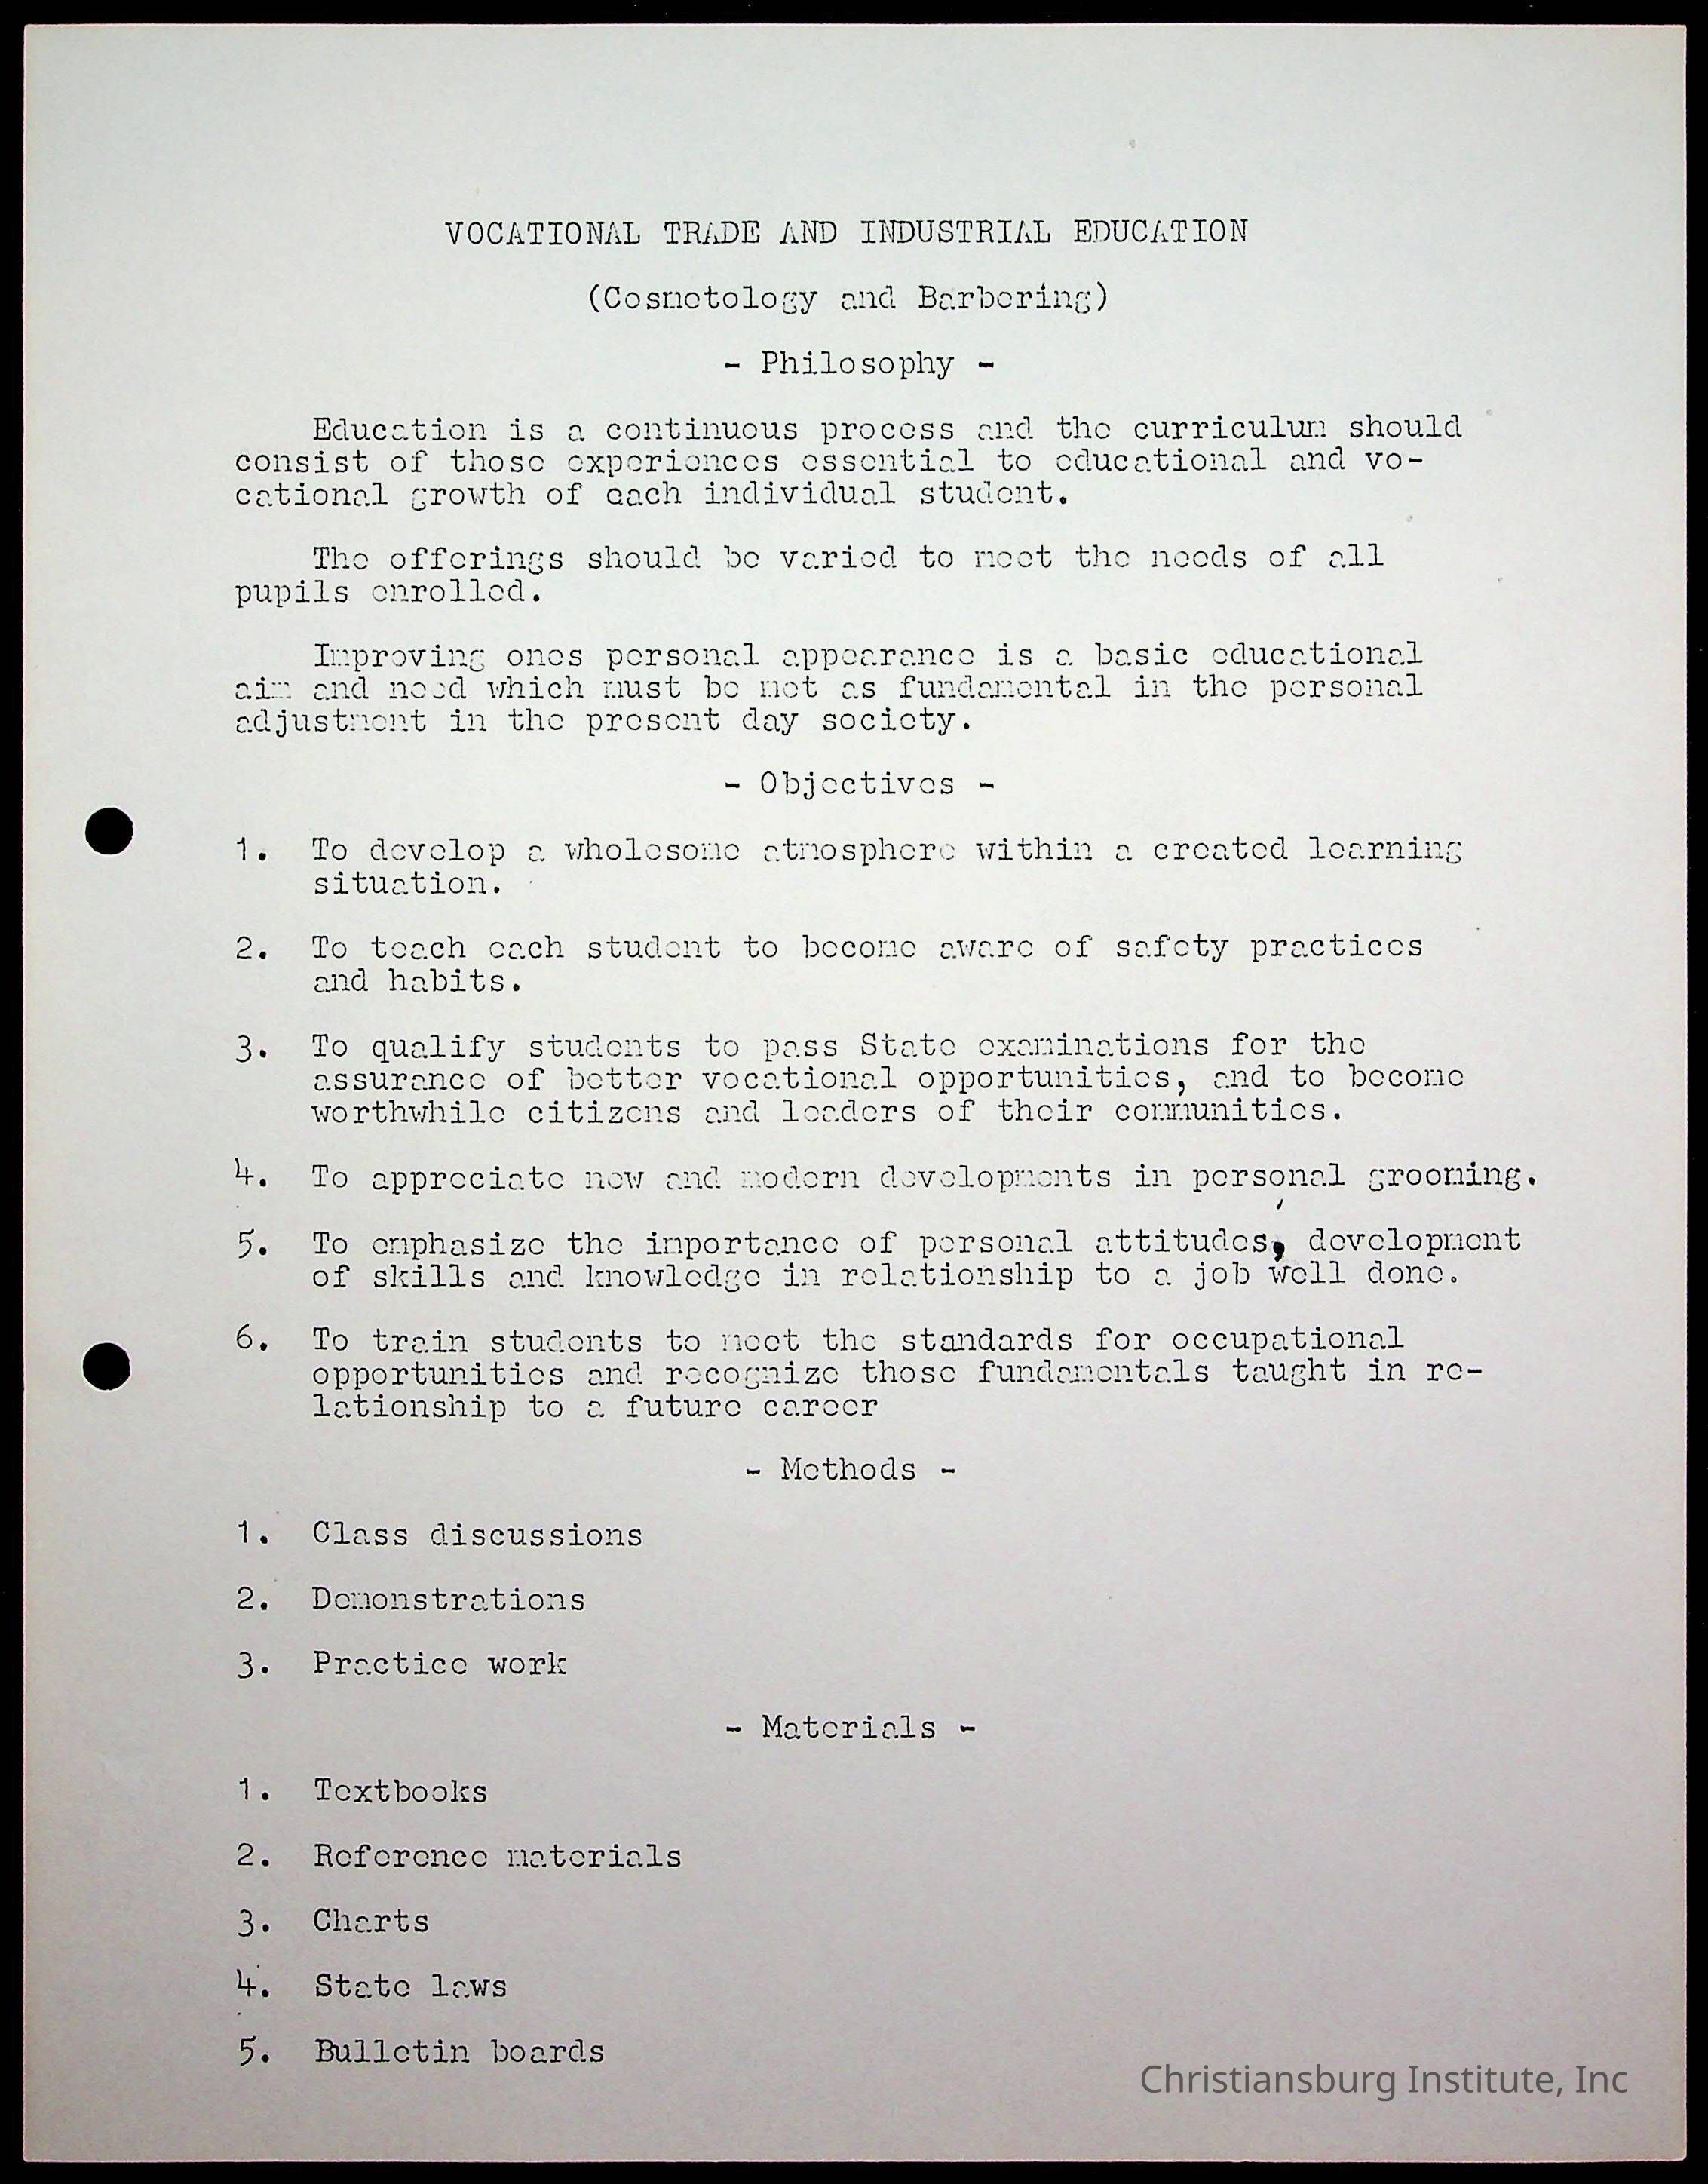 VOCATIONAL TRADE AND INDUSTRIAL EDUCATION
(Cosmetology and Barbering)
- Philosophy -
Education is a continuous process and the curriculum should
consist of those experiences essential to educational and vo-
cational growth of each individual student.
The offerings should be varied to meet the needs of all
pupils enrolled.
Improving ones personal appearance is a basic educational
aim and need which must be met as fundamental in the personal
adjustment in the present day society.
- Objectives -
1. To develop a wholesome atmosphere within a created learning
situation.
2. To teach each student to become aware of safety practices
and habits.
3. To qualify students to pass State examinations for the
assurance of better vocational opportunities, and to become
worthwhile citizens and leaders of their communities.
4. To appreciate new and modern developments in personal grooming.
5. To emphasize the importance of personal attitudes, development
of skills and knowledge in relationship to a job well done.
6. To train students to meet the standards for occupational
opportunities and recognize those fundamentals taught in re-
lationship to a future career
- Methods -
1. Class discussions
2. Demonstrations
3. Practice work
- Materials -
1. Textbooks
2. Reference materials
3. Charts
4. State laws
5. Bulletin boards
Christiansburg Institute, Inc